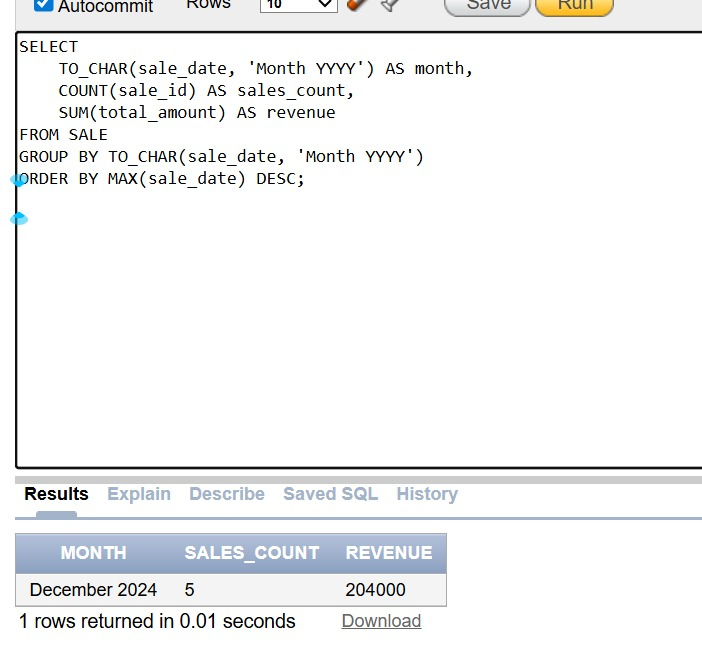 Autocommit Rows 10 Save Run
SELECT
TO_CHAR(sale_date, 'Month YYYY') AS month,
COUNT(sale_id) AS sales_count,
SUM(total_amount) AS revenue
FROM SALE
GROUP BY TO_CHAR(sale_date, 'Month YYYY')
ORDER BY MAX(sale_date) DESC;
Results Explain Describe Saved SQL History
MONTH SALES_COUNT REVENUE
December 2024 5 204000
1 rows returned in 0.01 seconds Download